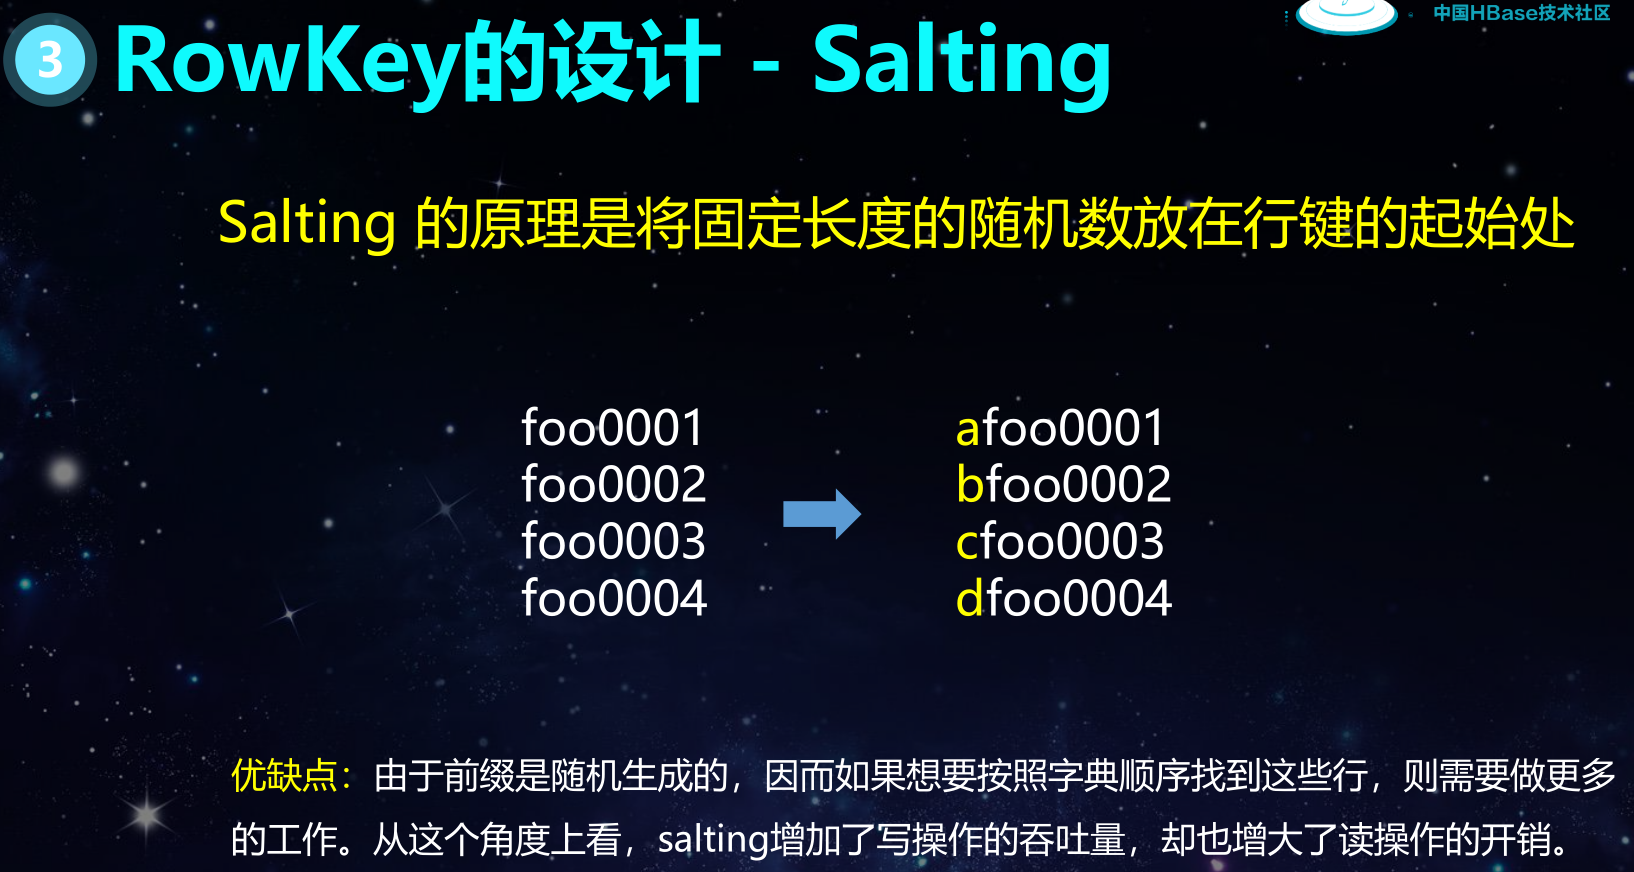 中国HBase技术社区
3
RowKey的设计 - Salting
Salting 的原理是将固定长度的随机数放在行键的起始处
foo0001
foo0002
foo0003
foo0004
afoo0001
bfoo0002
cfoo0003
dfoo0004
优缺点：由于前缀是随机生成的，因而如果想要按照字典顺序找到这些行，则需要做更多
的工作。从这个角度上看，salting增加了写操作的吞吐量，却也增大了读操作的开销。